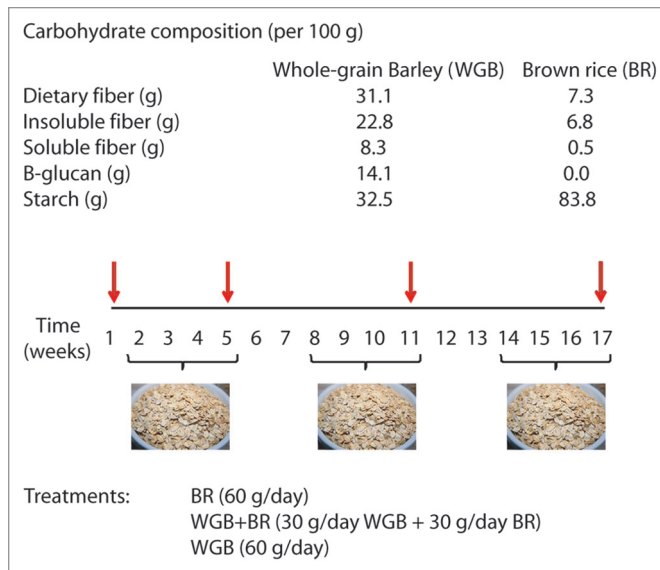 Carbohydrate composition (per 100 g)
Whole-grain Barley (WGB) Brown rice (BR)
Dietary fiber (g) 31.1 7.3
Insoluble fiber (g) 22.8 6.8
Soluble fiber (g) 8.3 0.5
B-glucan (g) 14.1 0.0
Starch (g) 32.5 83.8
Time
(weeks) 1 2 3 4 5 6 7 8 9 10 11 12 13 14 15 16 17
Treatments: BR (60 g/day)
WGB+BR (30 g/day WGB + 30 g/day BR)
WGB (60 g/day)